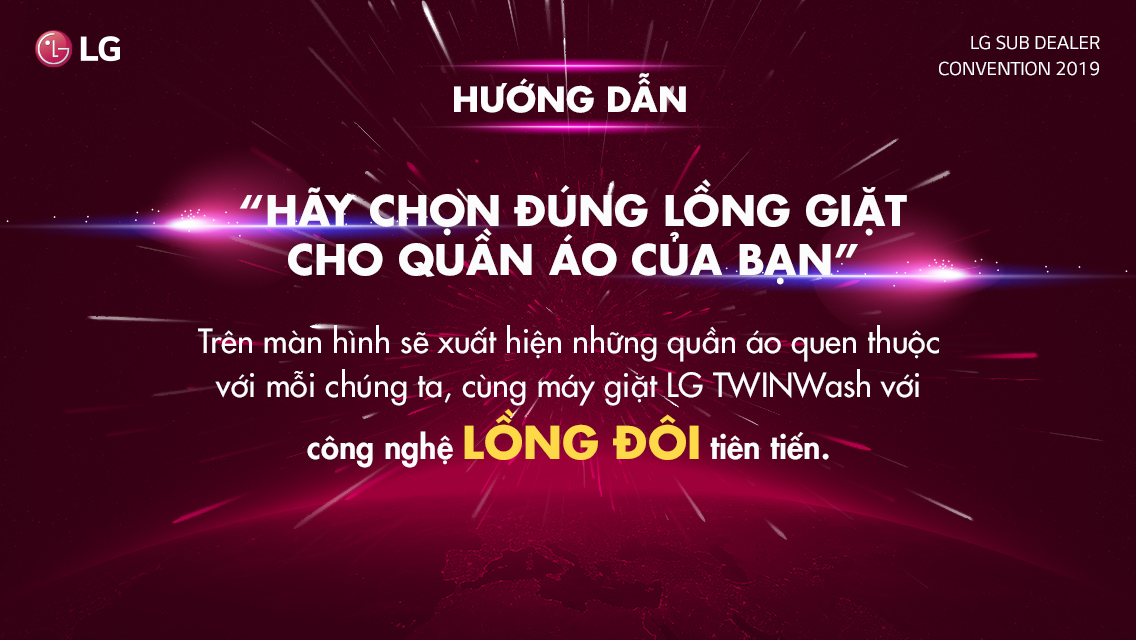 LG
LG SUB DEALER
CONVENTION 2019
HƯỚNG DẪN
“HÃY CHỌN ĐÚNG LỒNG GIẶT
CHO QUẦN ÁO CỦA BẠN”
Trên màn hình sẽ xuất hiện những quần áo quen thuộc
với mỗi chúng ta, cùng máy giặt LG TWINWash với
công nghệ LỒNG ĐÔI tiên tiến.